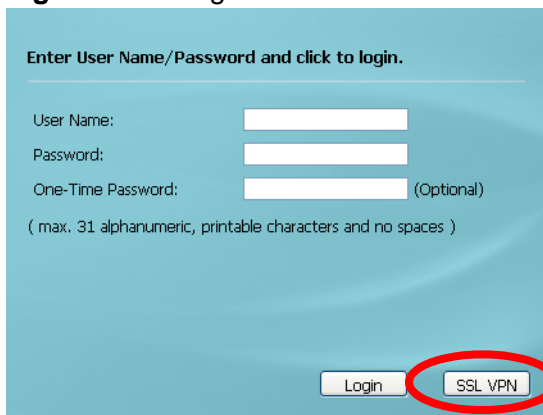 Enter User Name/Password and click to login.
User Name:
Password:
One-Time Password: (Optional)
( max. 31 alphanumeric, printable characters and no spaces )
Login SSL VPN